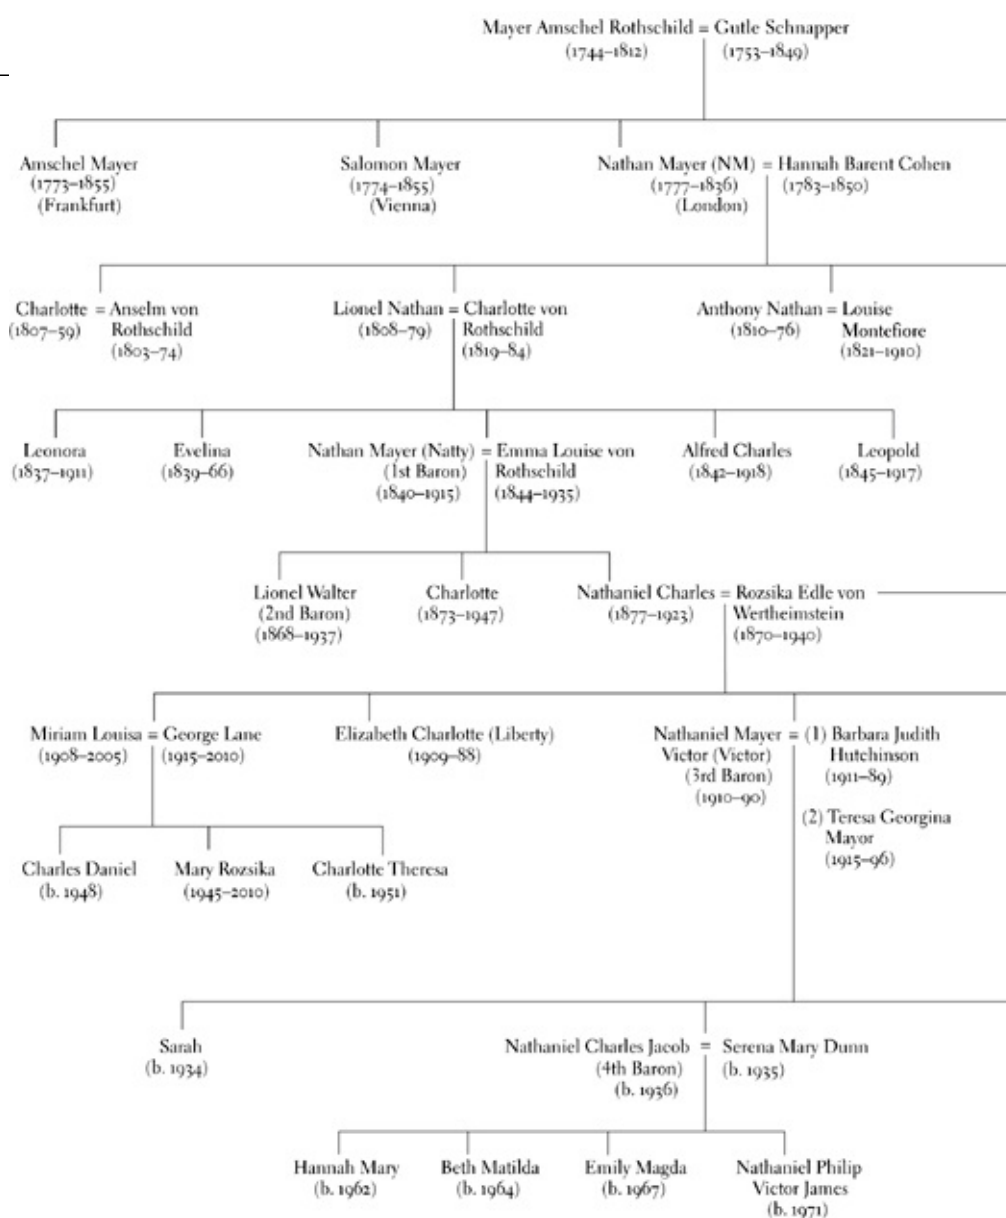 Mayer Amschel Rothschild = Gutle Schnapper
(1744–1812) (1753–1849)
Amschel Mayer
(1773–1855)
(Frankfurt)
Salomon Mayer
(1774–1855)
(Vienna)
Nathan Mayer (NM) = Hannah Barent Cohen
(1777–1836) (1783–1850)
(London)
Charlotte = Anselm von
(1807–59) Rothschild
(1803–74)
Lionel Nathan = Charlotte von
(1808–79) Rothschild
(1819–84)
Anthony Nathan = Louise
(1810–76) Montefiore
(1821–1910)
Leonora
(1837–1911)
Evelina
(1839–66)
Nathan Mayer (Natty) = Emma Louise von
(1st Baron) Rothschild
(1840–1915) (1844–1935)
Alfred Charles
(1842–1918)
Leopold
(1845–1917)
Lionel Walter
(2nd Baron)
(1868–1937)
Charlotte
(1873–1947)
Nathaniel Charles = Rozsika Edle von
(1877–1923) Wertheimstein
(1870–1940)
Miriam Louisa = George Lane
(1908–2005) (1915–2010)
Elizabeth Charlotte (Liberty)
(1909–88)
Nathaniel Mayer = (1) Barbara Judith
Victor (Victor) Hutchinson
(3rd Baron) (1911–89)
(1910–90)
(2) Teresa Georgina
Mayor
(1915–96)
Charles Daniel
(b. 1948)
Mary Rozsika
(1945–2010)
Charlotte Theresa
(b. 1951)
Sarah
(b. 1934)
Nathaniel Charles Jacob = Serena Mary Dunn
(4th Baron) (b. 1935)
(b. 1936)
Hannah Mary
(b. 1962)
Beth Matilda
(b. 1964)
Emily Magda
(b. 1967)
Nathaniel Philip
Victor James
(b. 1971)